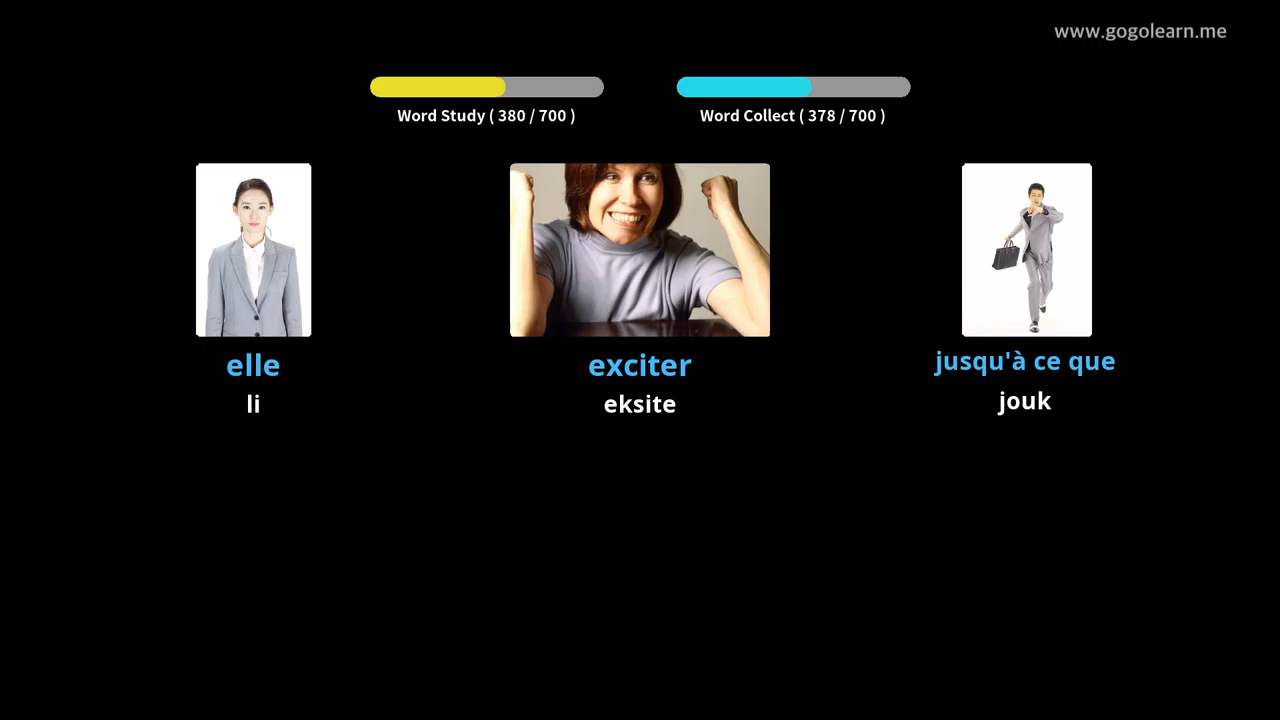 www.gogolearn.me
Word Study ( 380 / 700 )
Word Collect ( 378 / 700 )
elle
li
exciter
eksite
jusqu'à ce que
jouk